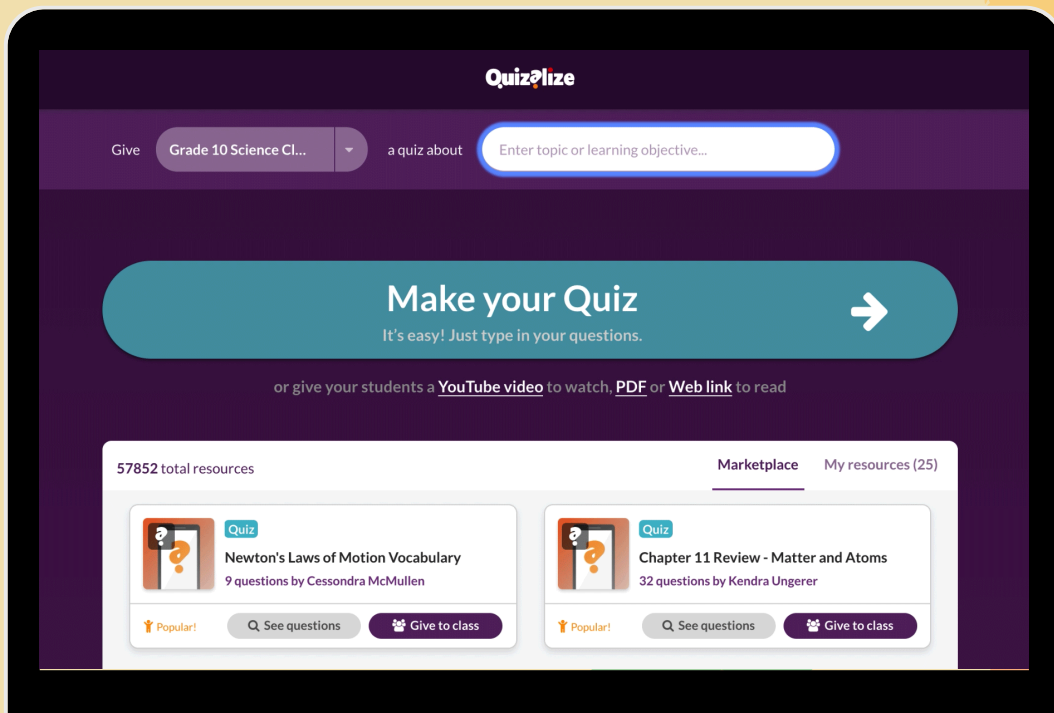 Quizalize
Give Grade 10 Science Cl... a quiz about Enter topic or learning objective...
Make your Quiz
It's easy! Just type in your questions.
or give your students a YouTube video to watch, PDF or Web link to read
57852 total resources Marketplace My resources (25)
Quiz
Newton's Laws of Motion Vocabulary
9 questions by Cessondra McMullen
Popular! See questions Give to class
Quiz
Chapter 11 Review - Matter and Atoms
32 questions by Kendra Ungerer
Popular! See questions Give to class